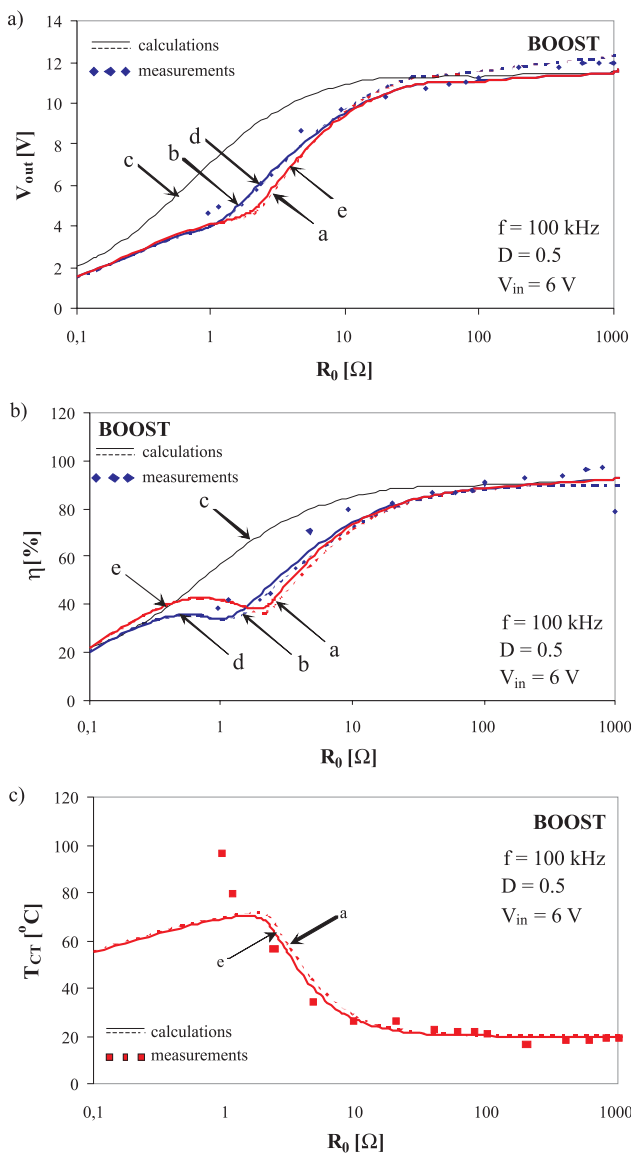 a)
14
12
10
8
6
4
2
0
V_out [V]
calculations
measurements
BOOST
c
b
d
a
e
f = 100 kHz
D = 0.5
V_in = 6 V
0,1
1
10
100
1000
R_0 [Ω]
b)
120
100
80
60
40
20
0
η[%]
BOOST
calculations
measurements
c
e
d
b
a
f = 100 kHz
D = 0.5
V_in = 6 V
0,1
1
10
100
1000
R_0 [Ω]
c)
120
100
80
60
40
20
0
T_CT [°C]
BOOST
f = 100 kHz
D = 0.5
V_in = 6 V
a
e
calculations
measurements
0,1
1
10
100
1000
R_0 [Ω]